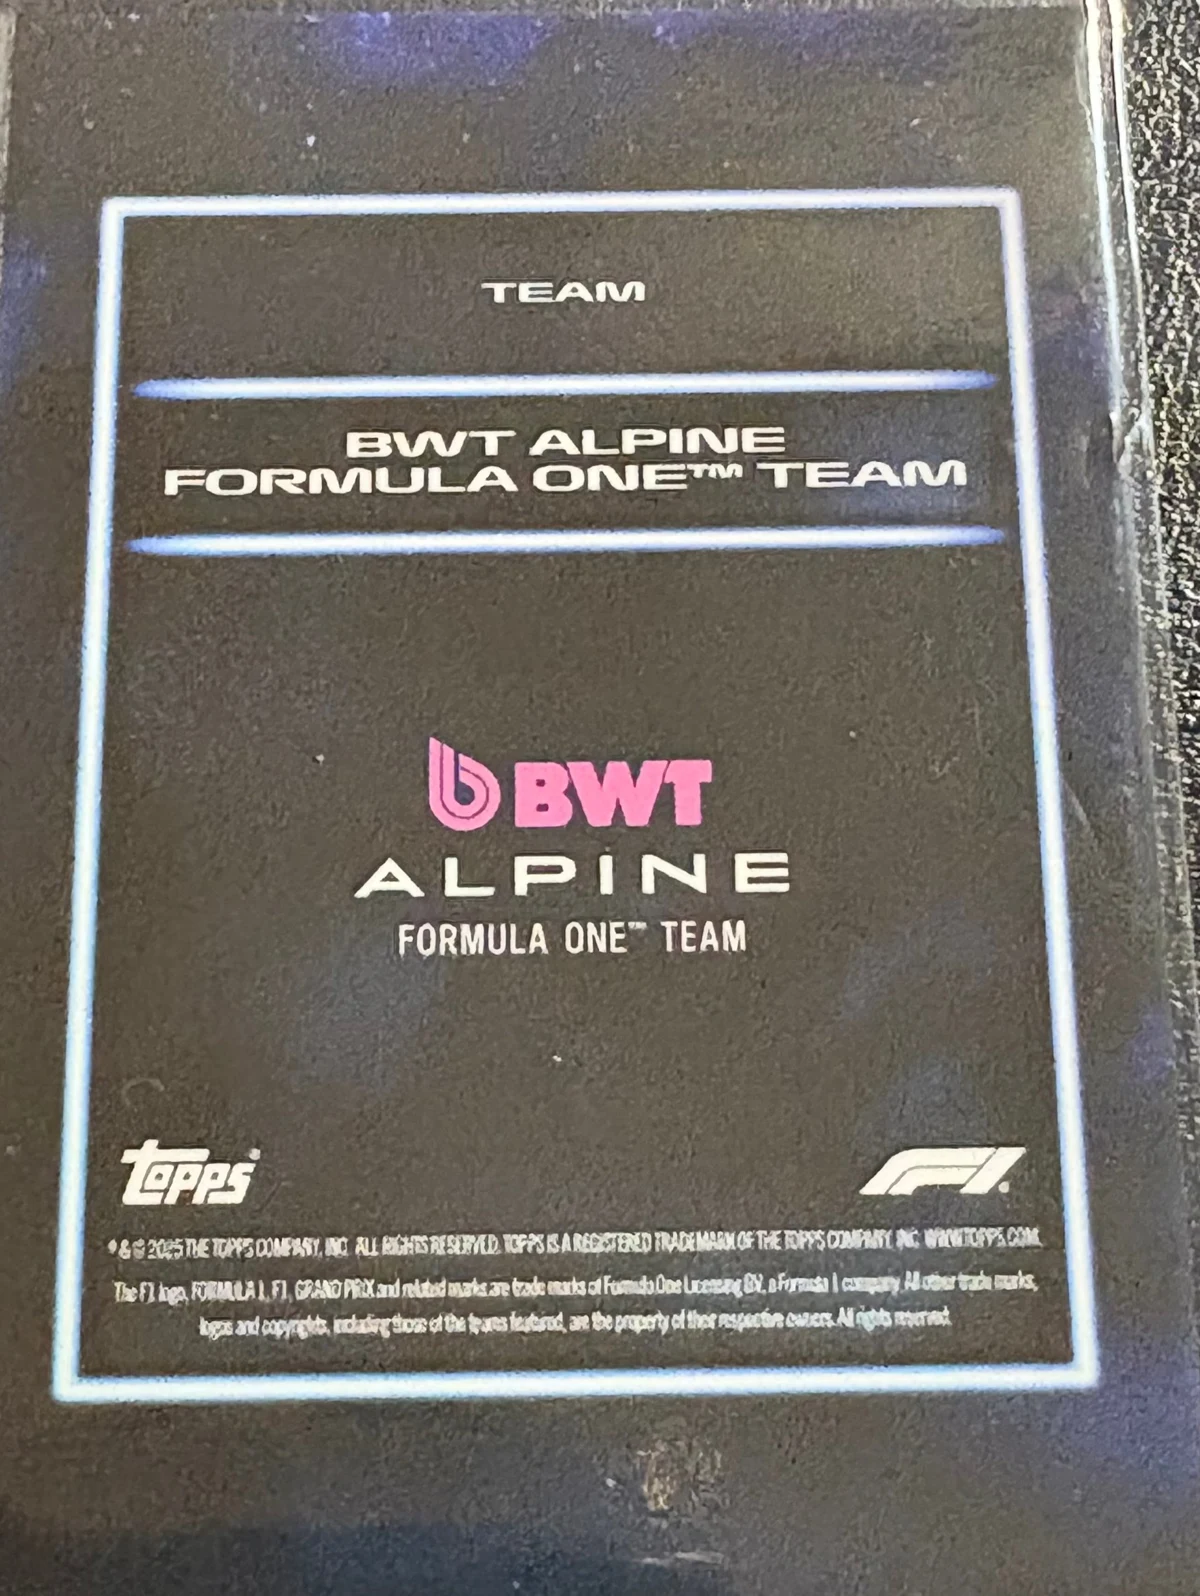 TEAM
BWT ALPINE
FORMULA ONE™ TEAM
BWT
ALPINE
FORMULA ONE™ TEAM
TOPPS®
F1®
® & © 2025 THE TOPPS COMPANY, INC. ALL RIGHTS RESERVED. TOPPS IS A REGISTERED TRADEMARK OF THE TOPPS COMPANY, INC. WWW.TOPPS.COM.
The F1 logo, FORMULA 1, F1, GRAND PRIX and related marks are trade marks of Formula One Licensing BV, a Formula 1 company. All other trade marks,
logos and copyrights, including those of the teams featured, are the property of their respective owners. All rights reserved.